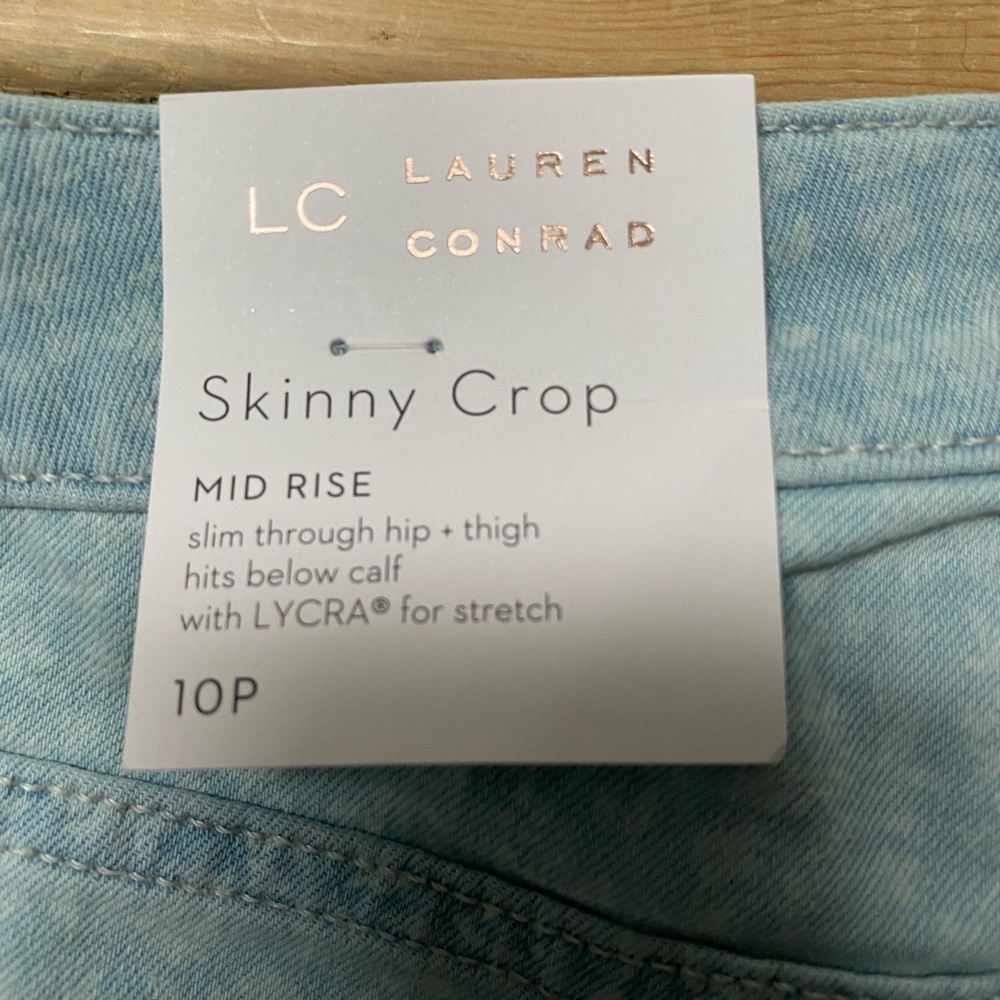 LC LAUREN
CONRAD
Skinny Crop
MID RISE
slim through hip + thigh
hits below calf
with LYCRA® for stretch
10P